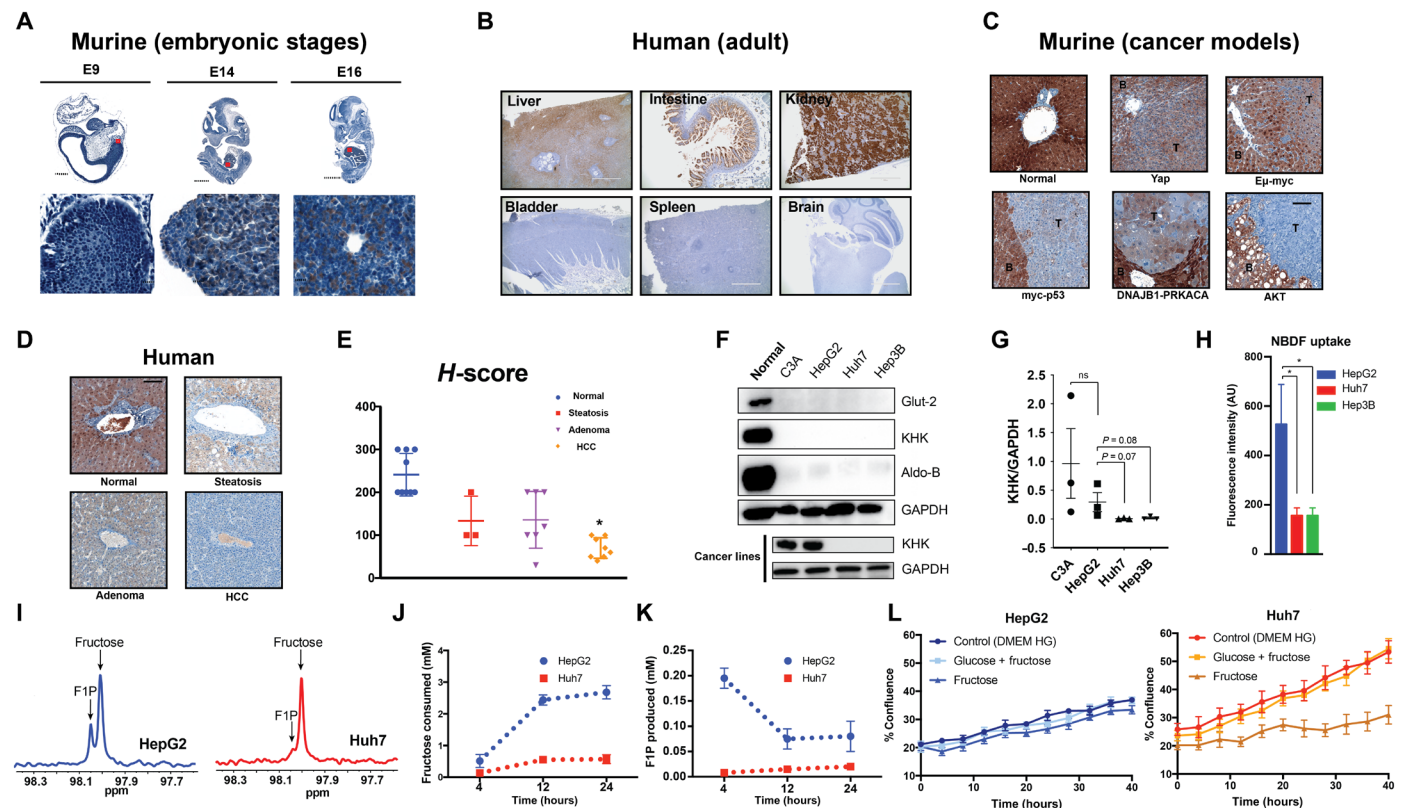 A
Murine (embryonic stages)
E9
E14
E16
B
Human (adult)
Liver
Intestine
Kidney
Bladder
Spleen
Brain
C
Murine (cancer models)
B
T
T
B
Normal
Yap
Eμ-myc
B
T
T
B
T
B
myc-p53
DNAJB1-PRKACA
AKT
D
Human
Normal
Steatosis
Adenoma
HCC
E
H-score
Normal
Steatosis
Adenoma
HCC
400
300
200
100
0
*
F
Normal
C3A
HepG2
Huh7
Hep3B
Glut-2
KHK
Aldo-B
GAPDH
Cancer lines
KHK
GAPDH
G
KHK/GAPDH
2.5
2.0
1.5
1.0
0.5
0.0
–0.5
ns
P = 0.08
P = 0.07
C3A
HepG2
Huh7
Hep3B
H
NBDF uptake
Fluorescence intensity (AU)
800
600
400
200
0
*
*
HepG2
Huh7
Hep3B
I
Fructose
F1P
HepG2
98.3
98.1
97.9
97.7
ppm
Fructose
F1P
Huh7
98.3
98.1
97.9
97.7
ppm
J
Fructose cconsumed (mM)
4
3
2
1
0
HepG2
Huh7
4
12
24
Time (hours)
K
F1P produced (mM)
0.25
0.20
0.15
0.10
0.05
0.00
HepG2
Huh7
4
12
24
Time (hours)
L
HepG2
% Confluence
60
50
40
30
20
10
Control (DMEM HG)
Glucose + fructose
Fructose
0
10
20
30
40
Time (hours)
Huh7
% Confluence
60
50
40
30
20
10
Control (DMEM HG)
Glucose + fructose
Fructose
0
10
20
30
40
Time (hours)